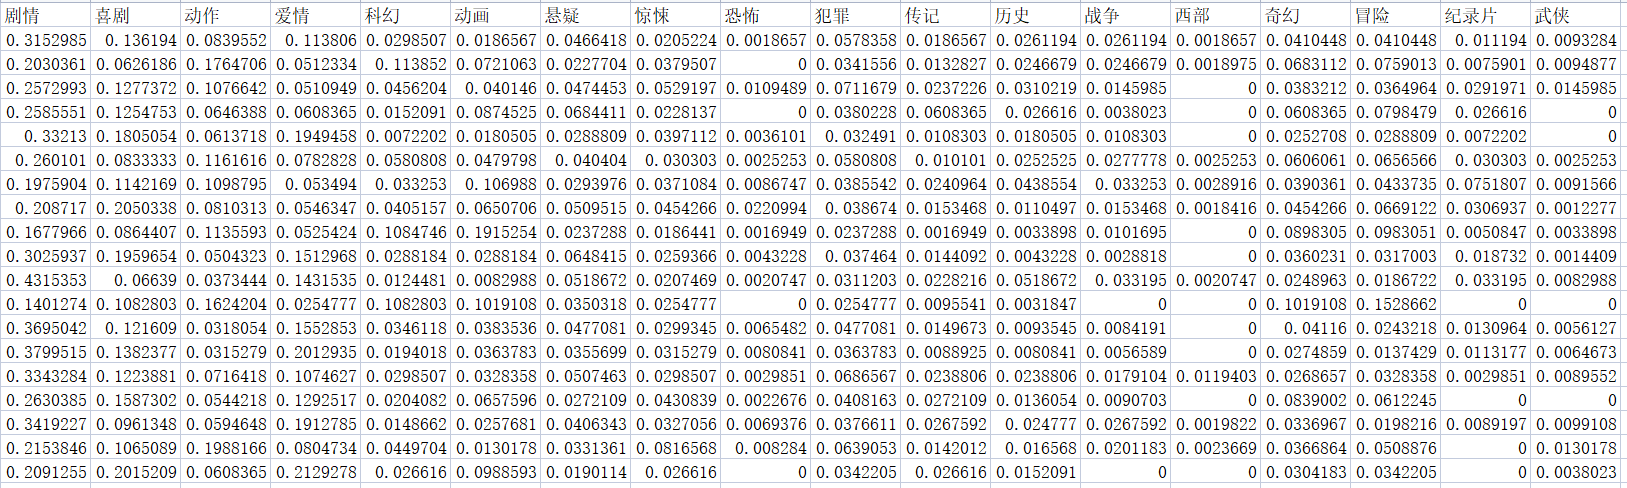 剧情 喜剧 动作 爱情 科幻 动画 悬疑 惊悚 恐怖 犯罪 传记 历史 战争 西部 奇幻 冒险 纪录片 武侠
0.3152985 0.136194 0.0839552 0.113806 0.0298507 0.0186567 0.0466418 0.0205224 0.0018657 0.0578358 0.0186567 0.0261194 0.0261194 0.0018657 0.0410448 0.0410448 0.011194 0.0093284
0.2030361 0.0626186 0.1764706 0.0512334 0.113852 0.0721063 0.0227704 0.0379507 0 0.0341556 0.0132827 0.0246679 0.0246679 0.0018975 0.0683112 0.0759013 0.0075901 0.0094877
0.2572993 0.1277372 0.1076642 0.0510949 0.0456204 0.040146 0.0474453 0.0529197 0.0109489 0.0711679 0.0237226 0.0310219 0.0145985 0 0.0383212 0.0364964 0.0291971 0.0145985
0.2585551 0.1254753 0.0646388 0.0608365 0.0152091 0.0874525 0.0684411 0.0228137 0 0.0380228 0.0608365 0.026616 0.0038023 0 0.0608365 0.0798479 0.026616 0
0.33213 0.1805054 0.0613718 0.1949458 0.0072202 0.0180505 0.0288809 0.0397112 0.0036101 0.032491 0.0108303 0.0180505 0.0108303 0 0.0252708 0.0288809 0.0072202 0
0.260101 0.0833333 0.1161616 0.0782828 0.0580808 0.0479798 0.040404 0.030303 0.0025253 0.0580808 0.010101 0.0252525 0.0277778 0.0025253 0.0606061 0.0656566 0.030303 0.0025253
0.1975904 0.1142169 0.1098795 0.053494 0.033253 0.106988 0.0293976 0.0371084 0.0086747 0.0385542 0.0240964 0.0438554 0.033253 0.0028916 0.0390361 0.0433735 0.0751807 0.0091566
0.208717 0.2050338 0.0810313 0.0546347 0.0405157 0.0650706 0.0509515 0.0454266 0.0220994 0.038674 0.0153468 0.0110497 0.0153468 0.0018416 0.0454266 0.0669122 0.0306937 0.0012277
0.1677966 0.0864407 0.1135593 0.0525424 0.1084746 0.1915254 0.0237288 0.0186441 0.0016949 0.0237288 0.0016949 0.0033898 0.0101695 0 0.0898305 0.0983051 0.0050847 0.0033898
0.3025937 0.1959654 0.0504323 0.1512968 0.0288184 0.0288184 0.0648415 0.0259366 0.0043228 0.037464 0.0144092 0.0043228 0.0028818 0 0.0360231 0.0317003 0.018732 0.0014409
0.4315353 0.06639 0.0373444 0.1431535 0.0124481 0.0082988 0.0518672 0.0207469 0.0020747 0.0311203 0.0228216 0.0518672 0.033195 0.0020747 0.0248963 0.0186722 0.033195 0.0082988
0.1401274 0.1082803 0.1624204 0.0254777 0.1082803 0.1019108 0.0350318 0.0254777 0 0.0254777 0.0095541 0.0031847 0 0 0.1019108 0.1528662 0 0
0.3695042 0.121609 0.0318054 0.1552853 0.0346118 0.0383536 0.0477081 0.0299345 0.0065482 0.0477081 0.0149673 0.0093545 0.0084191 0 0.04116 0.0243218 0.0130964 0.0056127
0.3799515 0.1382377 0.0315279 0.2012935 0.0194018 0.0363783 0.0355699 0.0315279 0.0080841 0.0363783 0.0088925 0.0080841 0.0056589 0 0.0274859 0.0137429 0.0113177 0.0064673
0.3343284 0.1223881 0.0716418 0.1074627 0.0298507 0.0328358 0.0507463 0.0298507 0.0029851 0.0686567 0.0238806 0.0238806 0.0179104 0.0119403 0.0268657 0.0328358 0.0029851 0.0089552
0.2630385 0.1587302 0.0544218 0.1292517 0.0204082 0.0657596 0.0272109 0.0430839 0.0022676 0.0408163 0.0272109 0.0136054 0.0090703 0 0.0839002 0.0612245 0 0
0.3419227 0.0961348 0.0594648 0.1912785 0.0148662 0.0257681 0.0406343 0.0327056 0.0069376 0.0376611 0.0267592 0.024777 0.0267592 0.0019822 0.0336967 0.0198216 0.0089197 0.0099108
0.2153846 0.1065089 0.1988166 0.0804734 0.0449704 0.0130178 0.0331361 0.0816568 0.008284 0.0639053 0.0142012 0.016568 0.0201183 0.0023669 0.0366864 0.0508876 0 0.0130178
0.2091255 0.2015209 0.0608365 0.2129278 0.026616 0.0988593 0.0190114 0.026616 0 0.0342205 0.026616 0.0152091 0 0 0.0304183 0.0342205 0 0.0038023